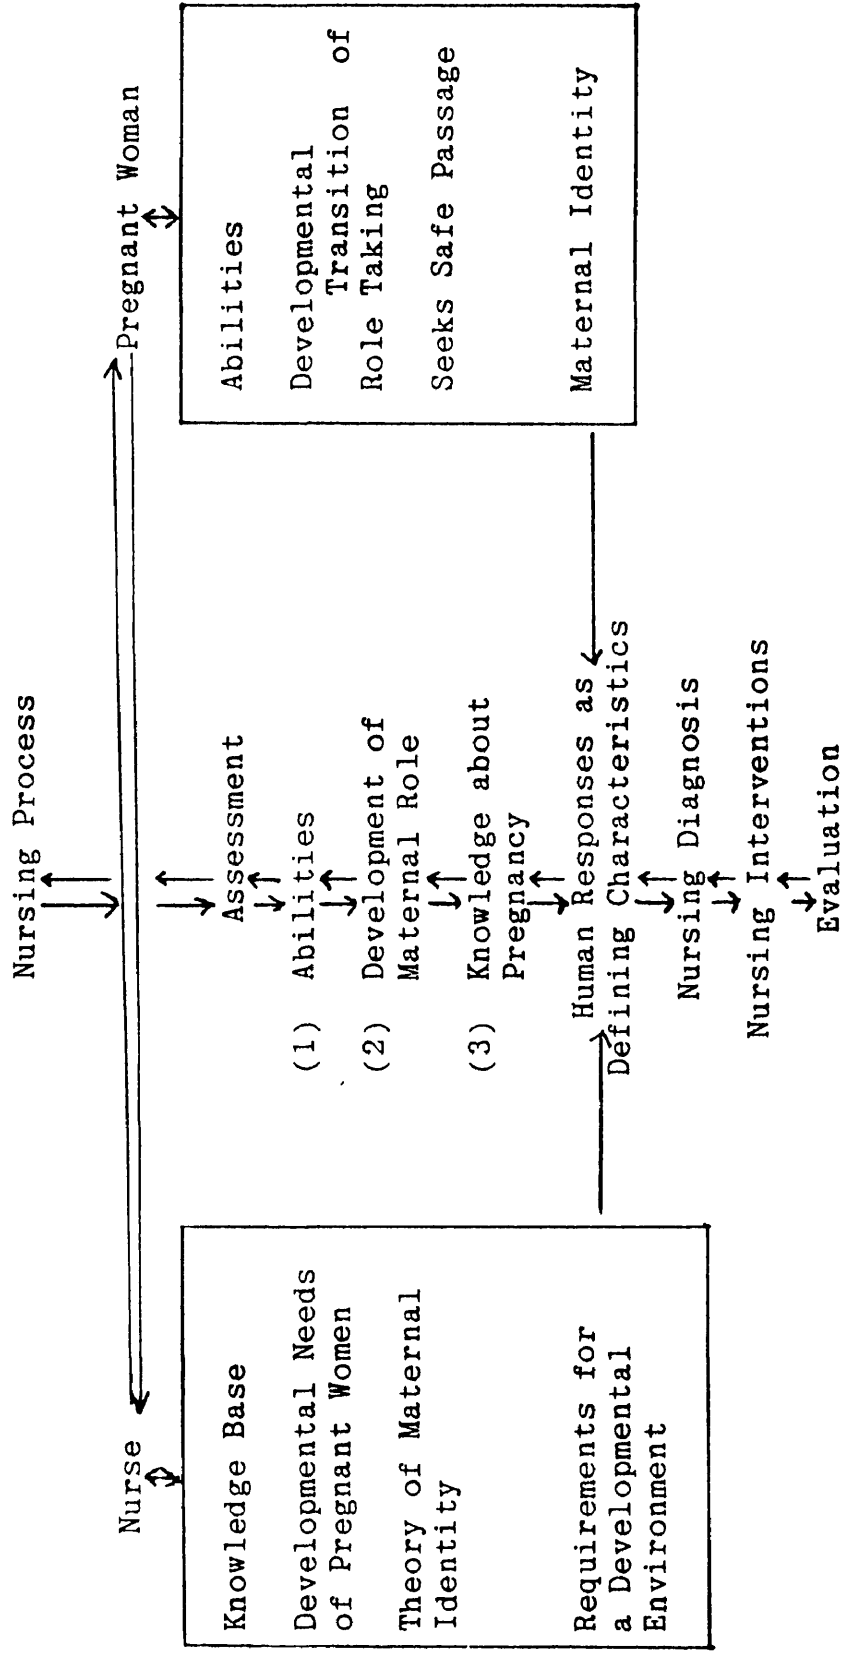 Nursing Process
Nurse
Pregnant Woman
Knowledge Base
Developmental Needs
of Pregnant Women
Theory of Maternal
Identity
Requirements for
a Developmental
Environment
Assessment
(1) Abilities
(2) Development of
Maternal Role
(3) Knowledge about
Pregnancy
Human Responses as
Defining Characteristics
Nursing Diagnosis
Nursing Interventions
Evaluation
Abilities
Developmental
Transition of
Role Taking
Seeks Safe Passage
Maternal Identity